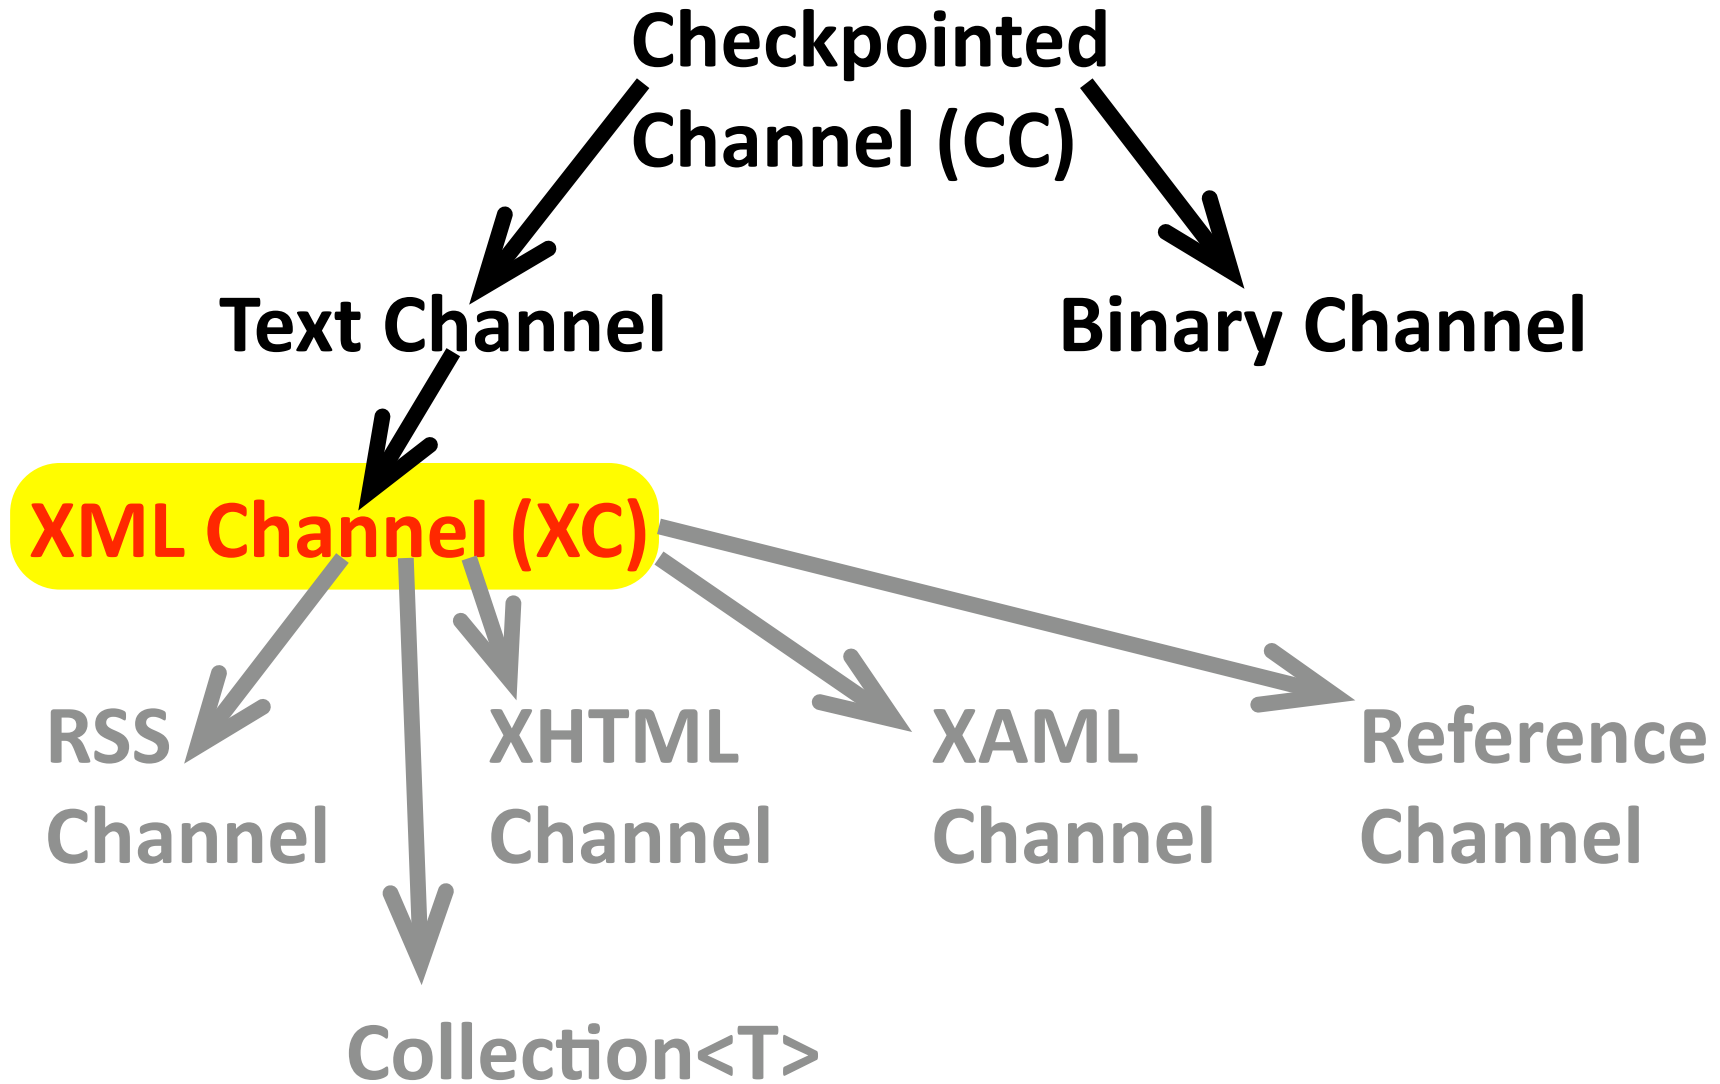 Checkpointed
Channel (CC)
Text Channel
Binary Channel
XML Channel (XC)
RSS
Channel
XHTML
Channel
XAML
Channel
Reference
Channel
Collection<T>